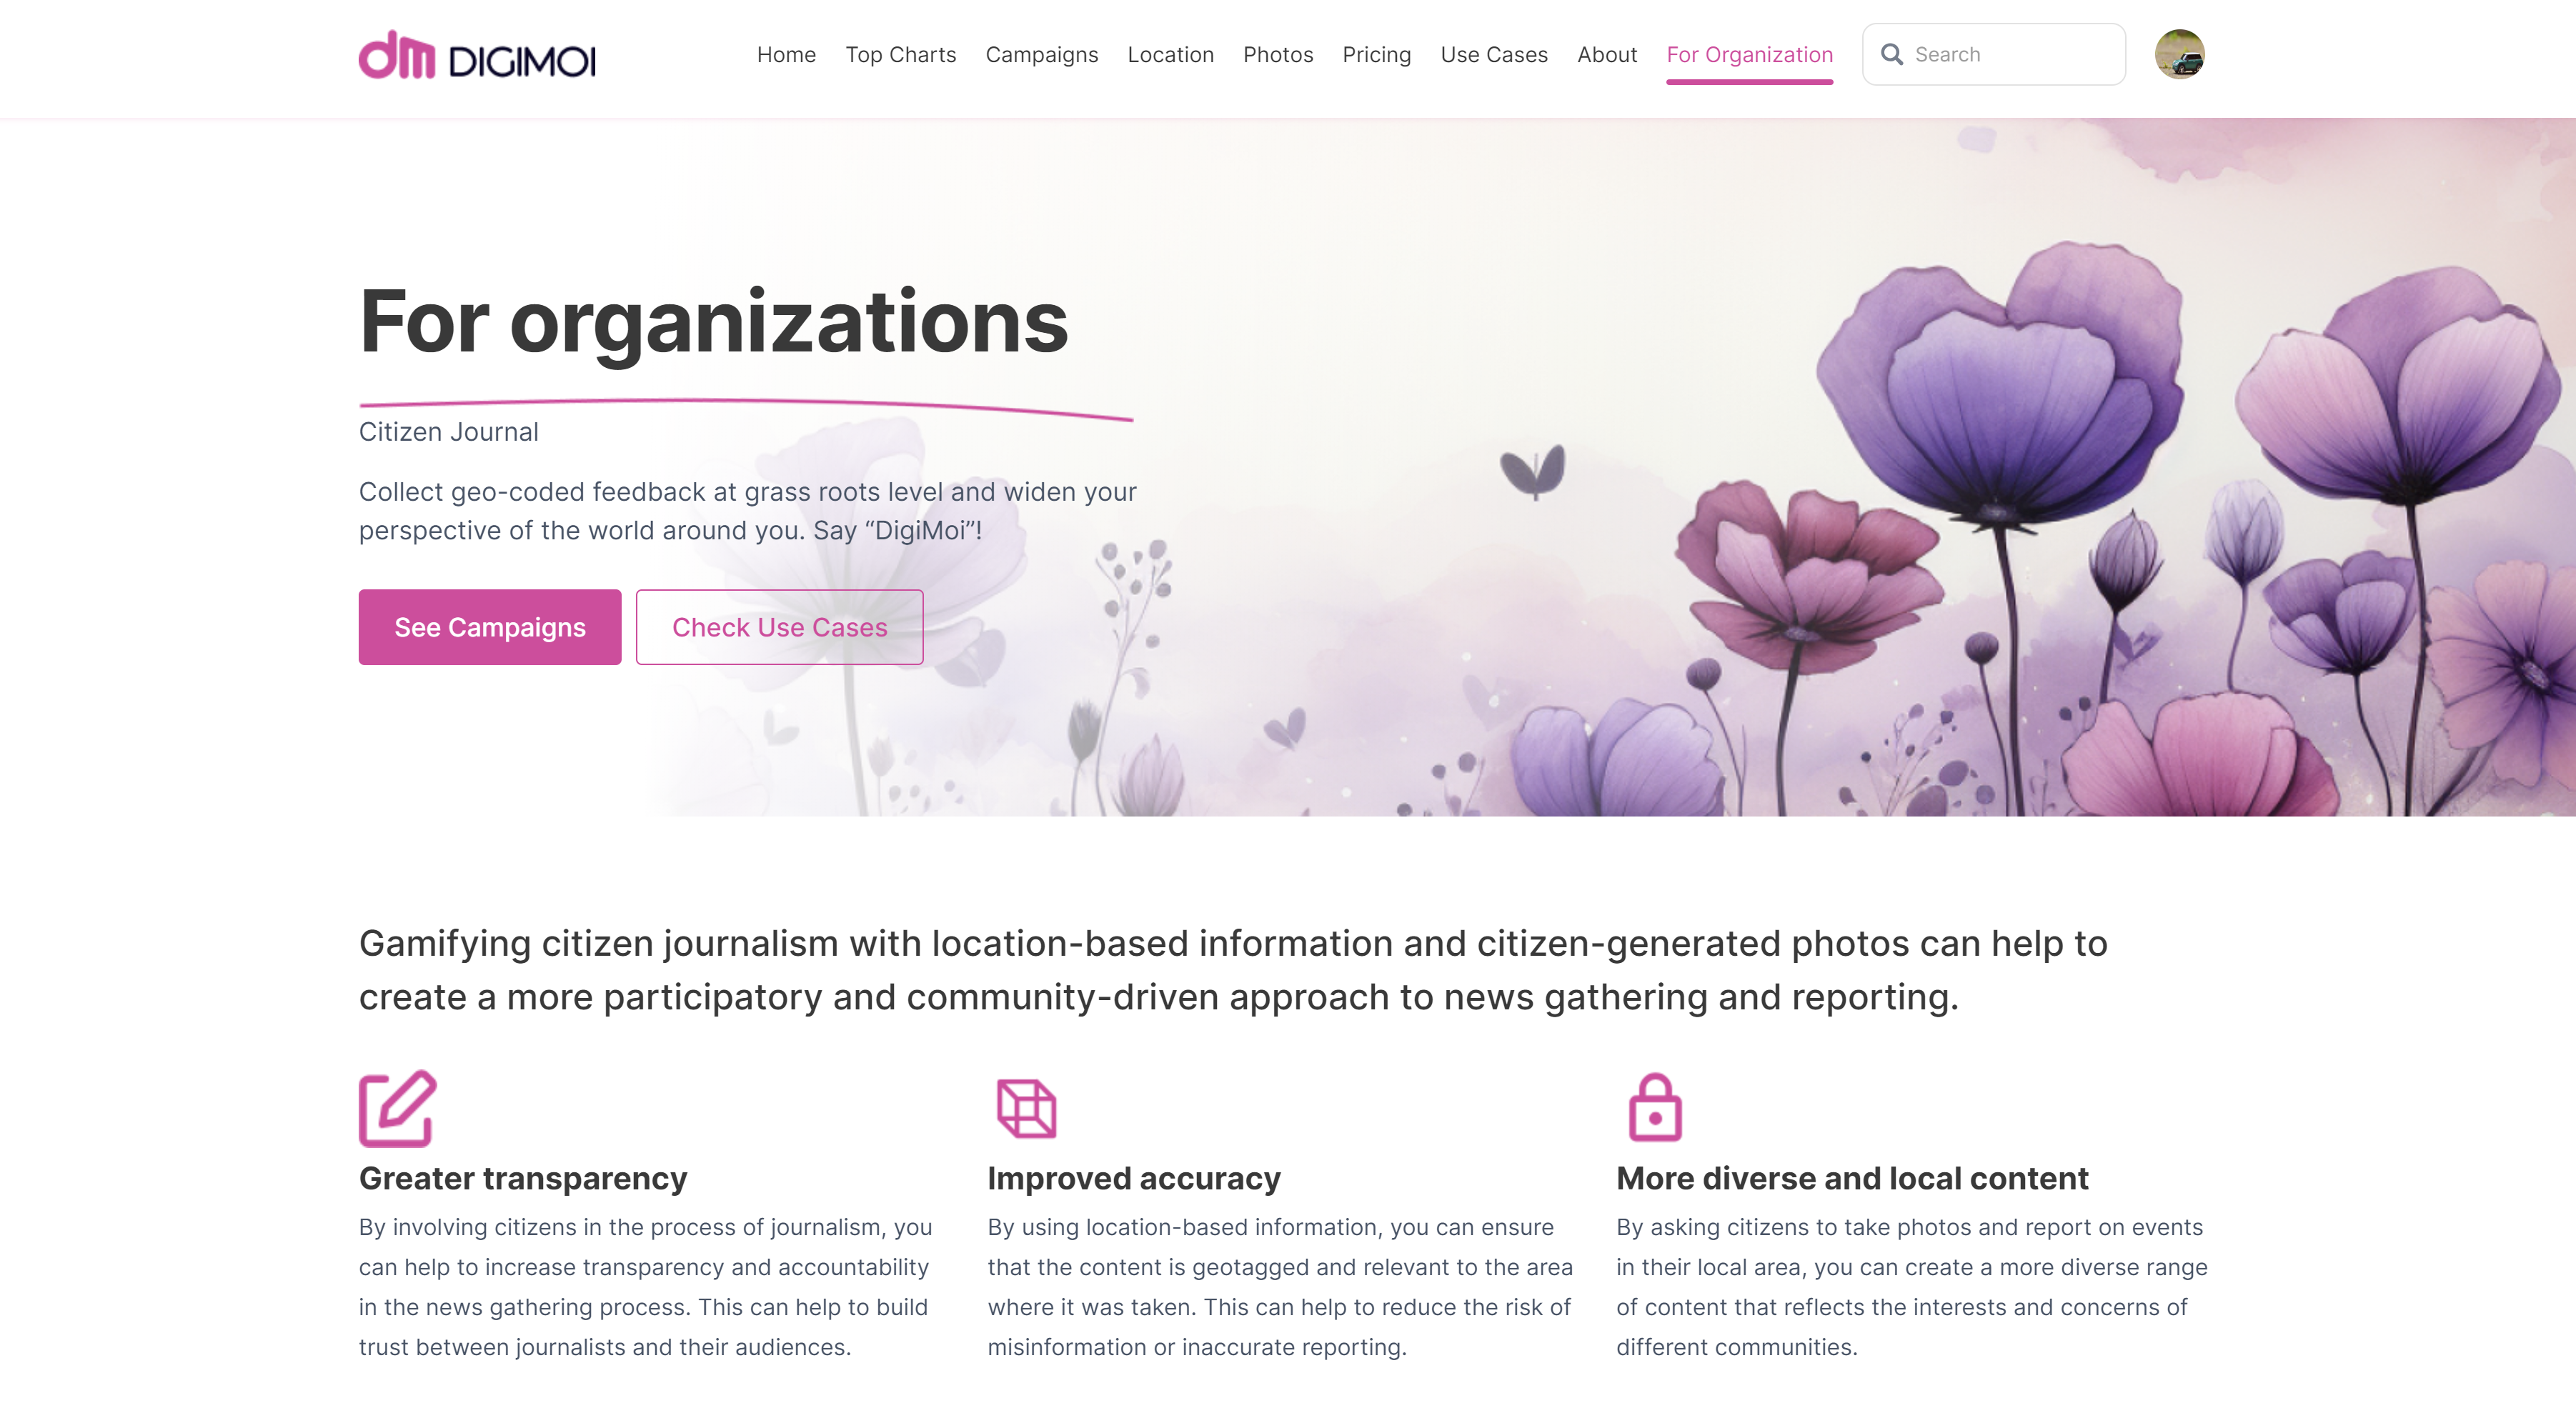 dm DIGIMOI
Home Top Charts Campaigns Location Photos Pricing Use Cases About For Organization Search
For organizations
Citizen Journal
Collect geo-coded feedback at grass roots level and widen your
perspective of the world around you. Say “DigiMoi”!
See Campaigns Check Use Cases
Gamifying citizen journalism with location-based information and citizen-generated photos can help to
create a more participatory and community-driven approach to news gathering and reporting.
Greater transparency
By involving citizens in the process of journalism, you
can help to increase transparency and accountability
in the news gathering process. This can help to build
trust between journalists and their audiences.
Improved accuracy
By using location-based information, you can ensure
that the content is geotagged and relevant to the area
where it was taken. This can help to reduce the risk of
misinformation or inaccurate reporting.
More diverse and local content
By asking citizens to take photos and report on events
in their local area, you can create a more diverse range
of content that reflects the interests and concerns of
different communities.